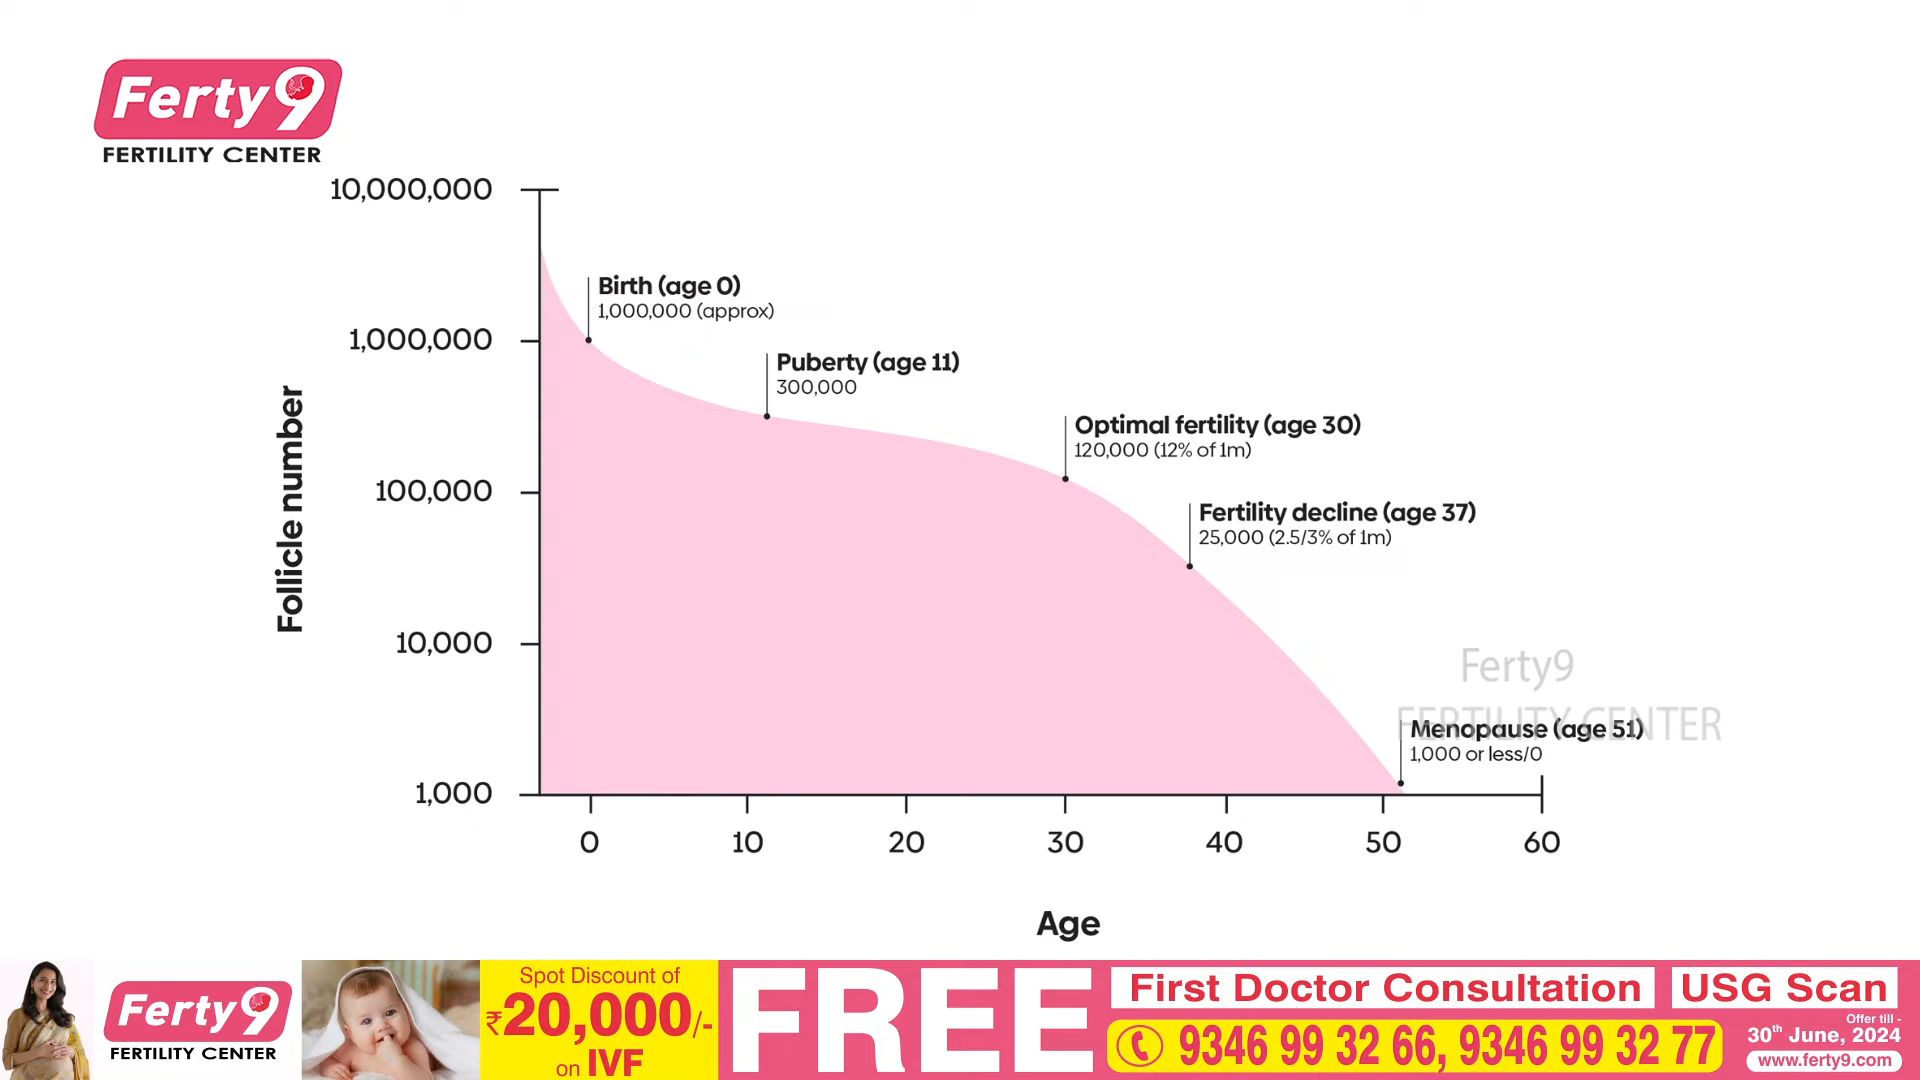 Ferty9
FERTILITY CENTER
10,000,000
1,000,000
100,000
10,000
1,000
Follicle number
Birth (age 0)
1,000,000 (approx)
Puberty (age 11)
300,000
Optimal fertility (age 30)
120,000 (12% of 1m)
Fertility decline (age 37)
25,000 (2.5/3% of 1m)
Ferty9
FERTILITY CENTER
Menopause (age 51)
1,000 or less/0
0 10 20 30 40 50 60
Age
Ferty9
FERTILITY CENTER
Spot Discount of
₹20,000/-
on IVF
FREE
First Doctor Consultation
USG Scan
9346 99 32 66, 9346 99 32 77
Offer till -
30th June, 2024
www.ferty9.com